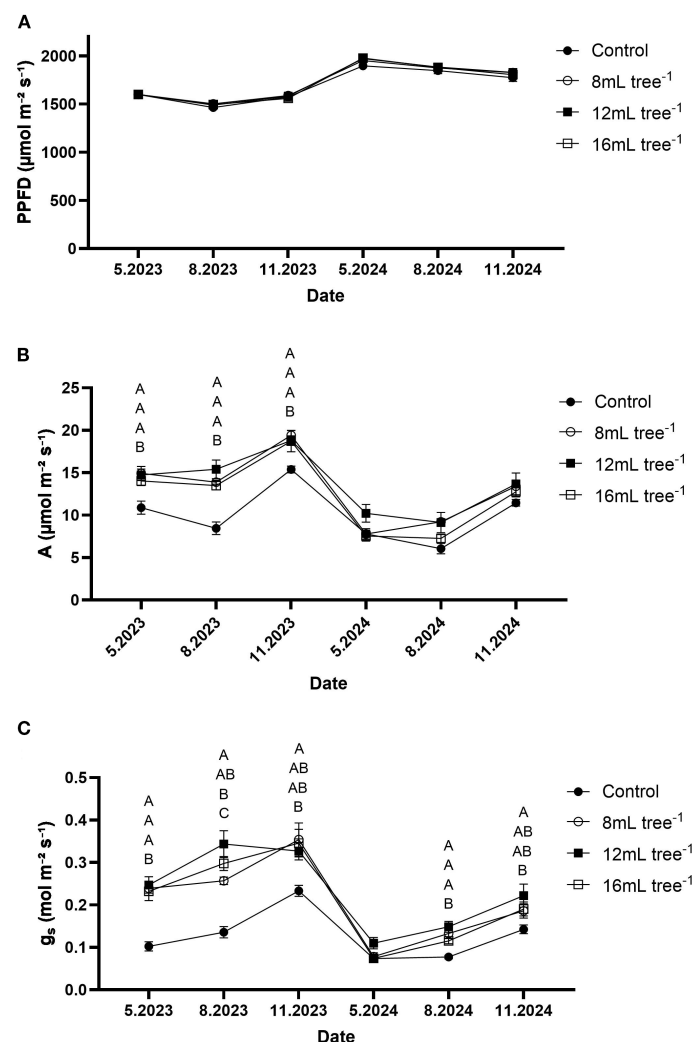 A
PPFD (µmol m⁻² s⁻¹)
2000
1500
1000
500
0
5.2023 8.2023 11.2023 5.2024 8.2024 11.2024
Date
Control
8mL tree⁻¹
12mL tree⁻¹
16mL tree⁻¹
B
A (µmol m⁻² s⁻¹)
25
20
15
10
5
0
A
A
A
B
A
A
A
B
A
A
A
B
5.2023 8.2023 11.2023 5.2024 8.2024 11.2024
Date
Control
8mL tree⁻¹
12mL tree⁻¹
16mL tree⁻¹
C
gₛ (mol m⁻² s⁻¹)
0.5
0.4
0.3
0.2
0.1
0.0
A
A
A
B
A
AB
B
C
A
AB
AB
B
A
A
A
B
A
AB
AB
B
5.2023 8.2023 11.2023 5.2024 8.2024 11.2024
Date
Control
8mL tree⁻¹
12mL tree⁻¹
16mL tree⁻¹